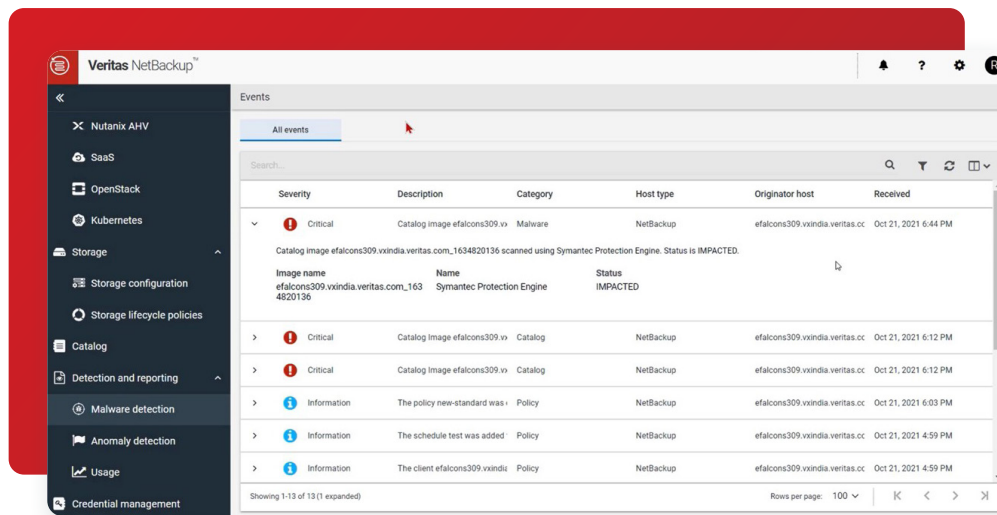 Veritas NetBackup™
?
R
Nutanix AHV
SaaS
OpenStack
Kubernetes
Storage
Storage configuration
Storage lifecycle policies
Catalog
Detection and reporting
Malware detection
Anomaly detection
Usage
Credential management
Events
All events
Search...
Severity Description Category Host type Originator host Received
Critical Catalog image efalcons309.vx Malware NetBackup efalcons309.vxindia.veritas.cc Oct 21, 2021 6:44 PM
Catalog image efalcons309.vxindia.veritas.com_1634820136 scanned using Symantec Protection Engine. Status is IMPACTED.
Image name Name Status
efalcons309.vxindia.veritas.com_163 Symantec Protection Engine IMPACTED
4820136
Critical Catalog Image efalcons309.vx Catalog NetBackup efalcons309.vxindia.veritas.cc Oct 21, 2021 6:12 PM
Critical Catalog Image efalcons309.vx Catalog NetBackup efalcons309.vxindia.veritas.cc Oct 21, 2021 6:12 PM
Information The policy new-standard was Policy NetBackup efalcons309.vxindia.veritas.cc Oct 21, 2021 6:03 PM
Information The schedule test was added Policy NetBackup efalcons309.vxindia.veritas.cc Oct 21, 2021 4:59 PM
Information The client efalcons309.vxindia Policy NetBackup efalcons309.vxindia.veritas.cc Oct 21, 2021 4:59 PM
Showing 1-13 of 13 (1 expanded) Rows per page: 100